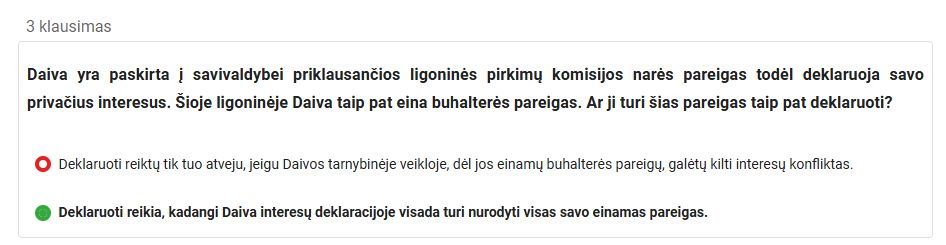 3 klausimas
Daiva yra paskirta į savivaldybei priklausančios ligoninės pirkimų komisijos narės pareigas todėl deklaruoja savo
privačius interesus. Šioje ligoninėje Daiva taip pat eina buhalterės pareigas. Ar ji turi šias pareigas taip pat deklaruoti?
Deklaruoti reiktų tik tuo atveju, jeigu Daivos tarnybinėje veikloje, dėl jos einamų buhalterės pareigų, galėtų kilti interesų konfliktas.
Deklaruoti reikia, kadangi Daiva interesų deklaracijoje visada turi nurodyti visas savo einamas pareigas.